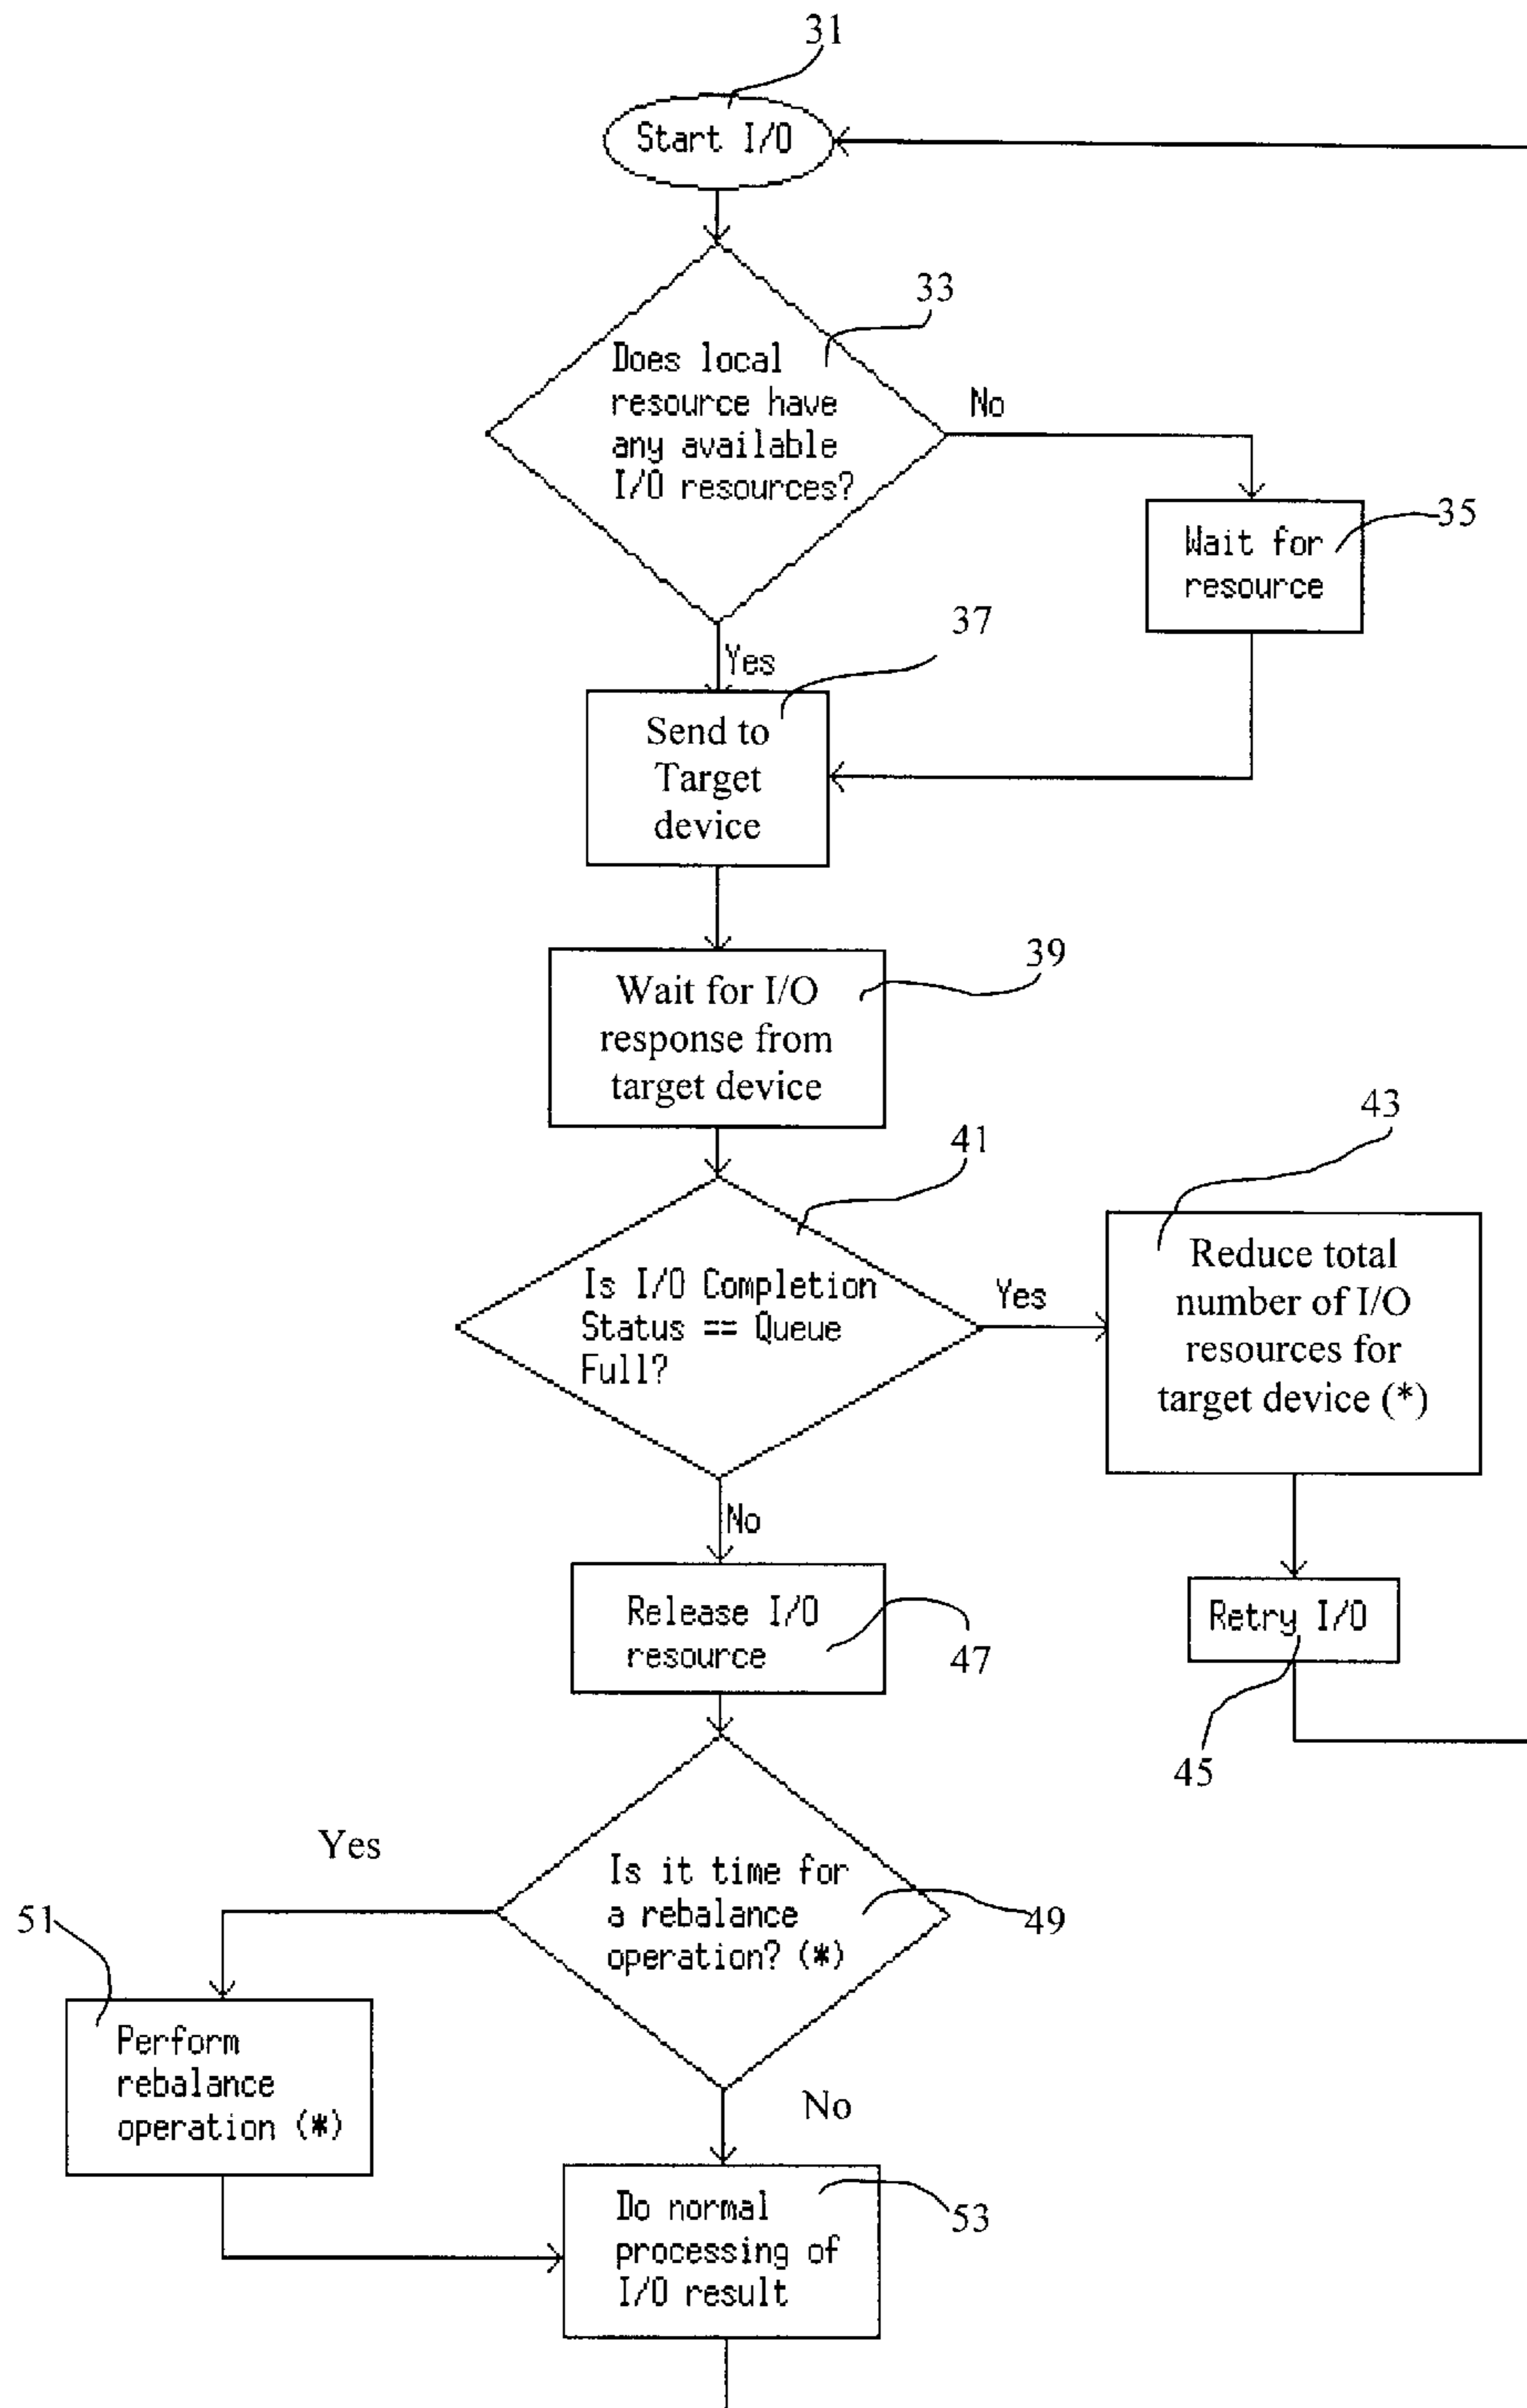 31
Start I/O
33
Does local
resource have
any available
I/O resources?
No
35
Wait for
resource
37
Yes
Send to
Target
device
39
Wait for I/O
response from
target device
41
43
Is I/O Completion
Status == Queue
Full?
Yes
Reduce total
number of I/O
resources for
target device (*)
No
Release I/O
resource
47
Retry I/O
45
Yes
Is it time for
a rebalance
operation? (*)
49
51
Perform
rebalance
operation (*)
No
Do normal
processing of
I/O result
53